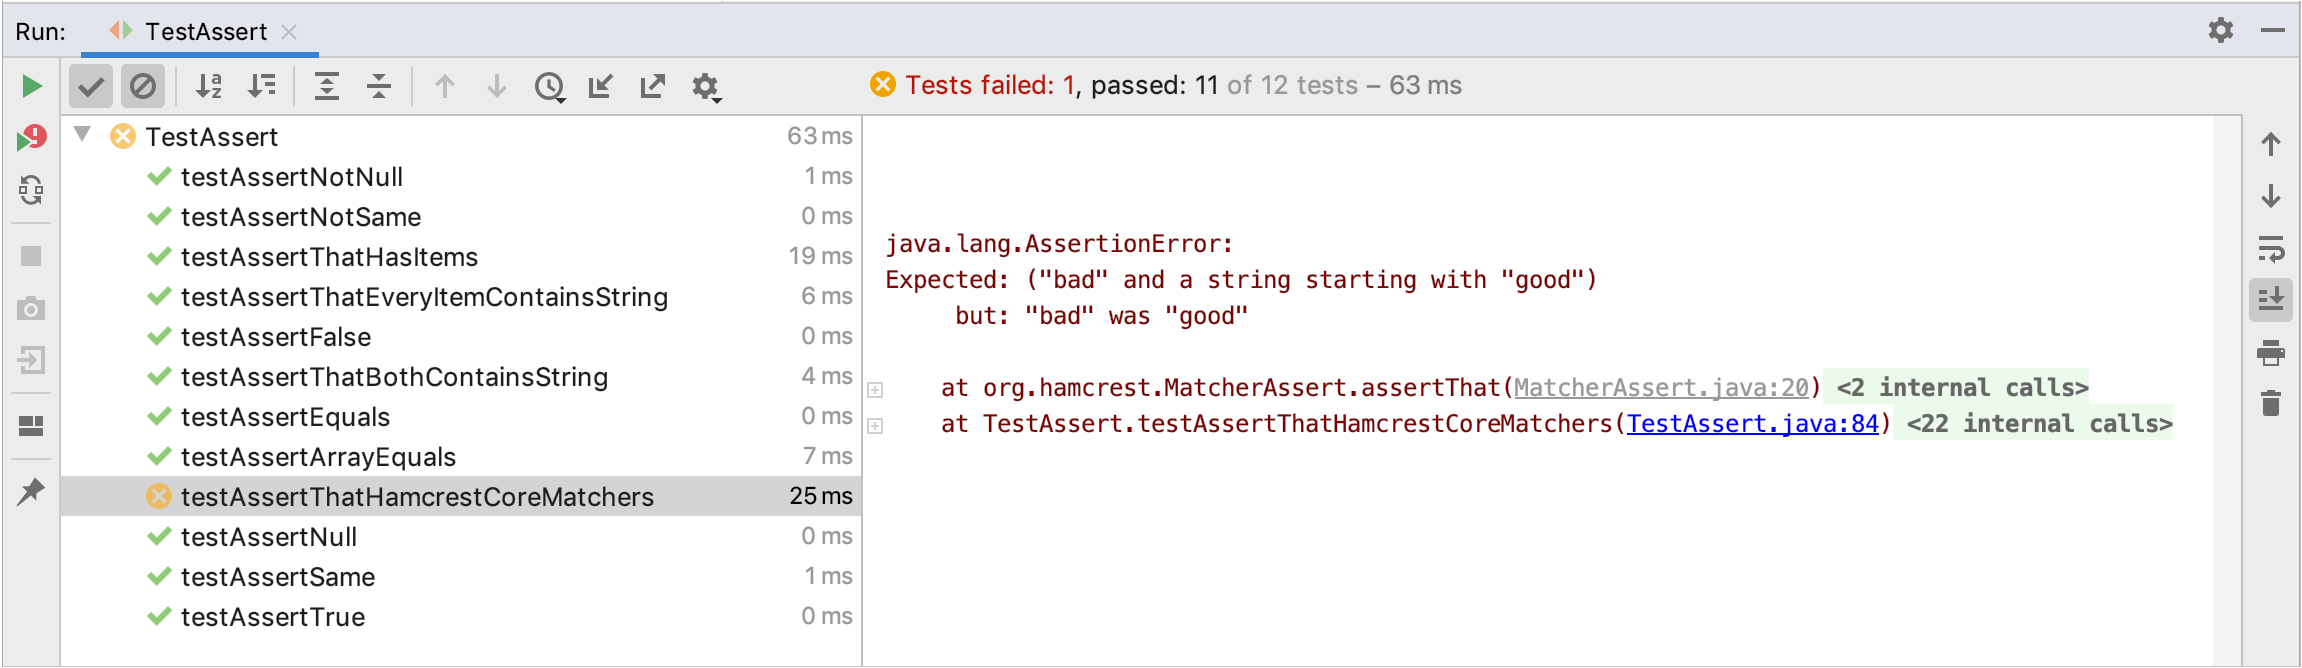 Run: TestAssert
Tests failed: 1, passed: 11 of 12 tests – 63 ms
TestAssert 63 ms
testAssertNotNull 1 ms
testAssertNotSame 0 ms
testAssertThatHasItems 19 ms
testAssertThatEveryItemContainsString 6 ms
testAssertFalse 0 ms
testAssertThatBothContainsString 4 ms
testAssertEquals 0 ms
testAssertArrayEquals 7 ms
testAssertThatHamcrestCoreMatchers 25 ms
testAssertNull 0 ms
testAssertSame 1 ms
testAssertTrue 0 ms
java.lang.AssertionError:
Expected: ("bad" and a string starting with "good")
but: "bad" was "good"
at org.hamcrest.MatcherAssert.assertThat(MatcherAssert.java:20) <2 internal calls>
at TestAssert.testAssertThatHamcrestCoreMatchers(TestAssert.java:84) <22 internal calls>